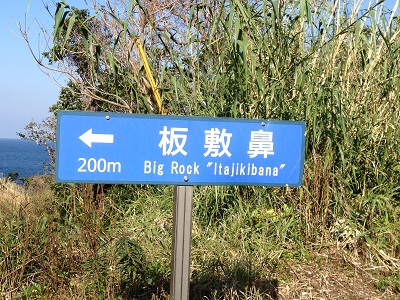 ← 板敷鼻
200m Big Rock "Itajikibana"